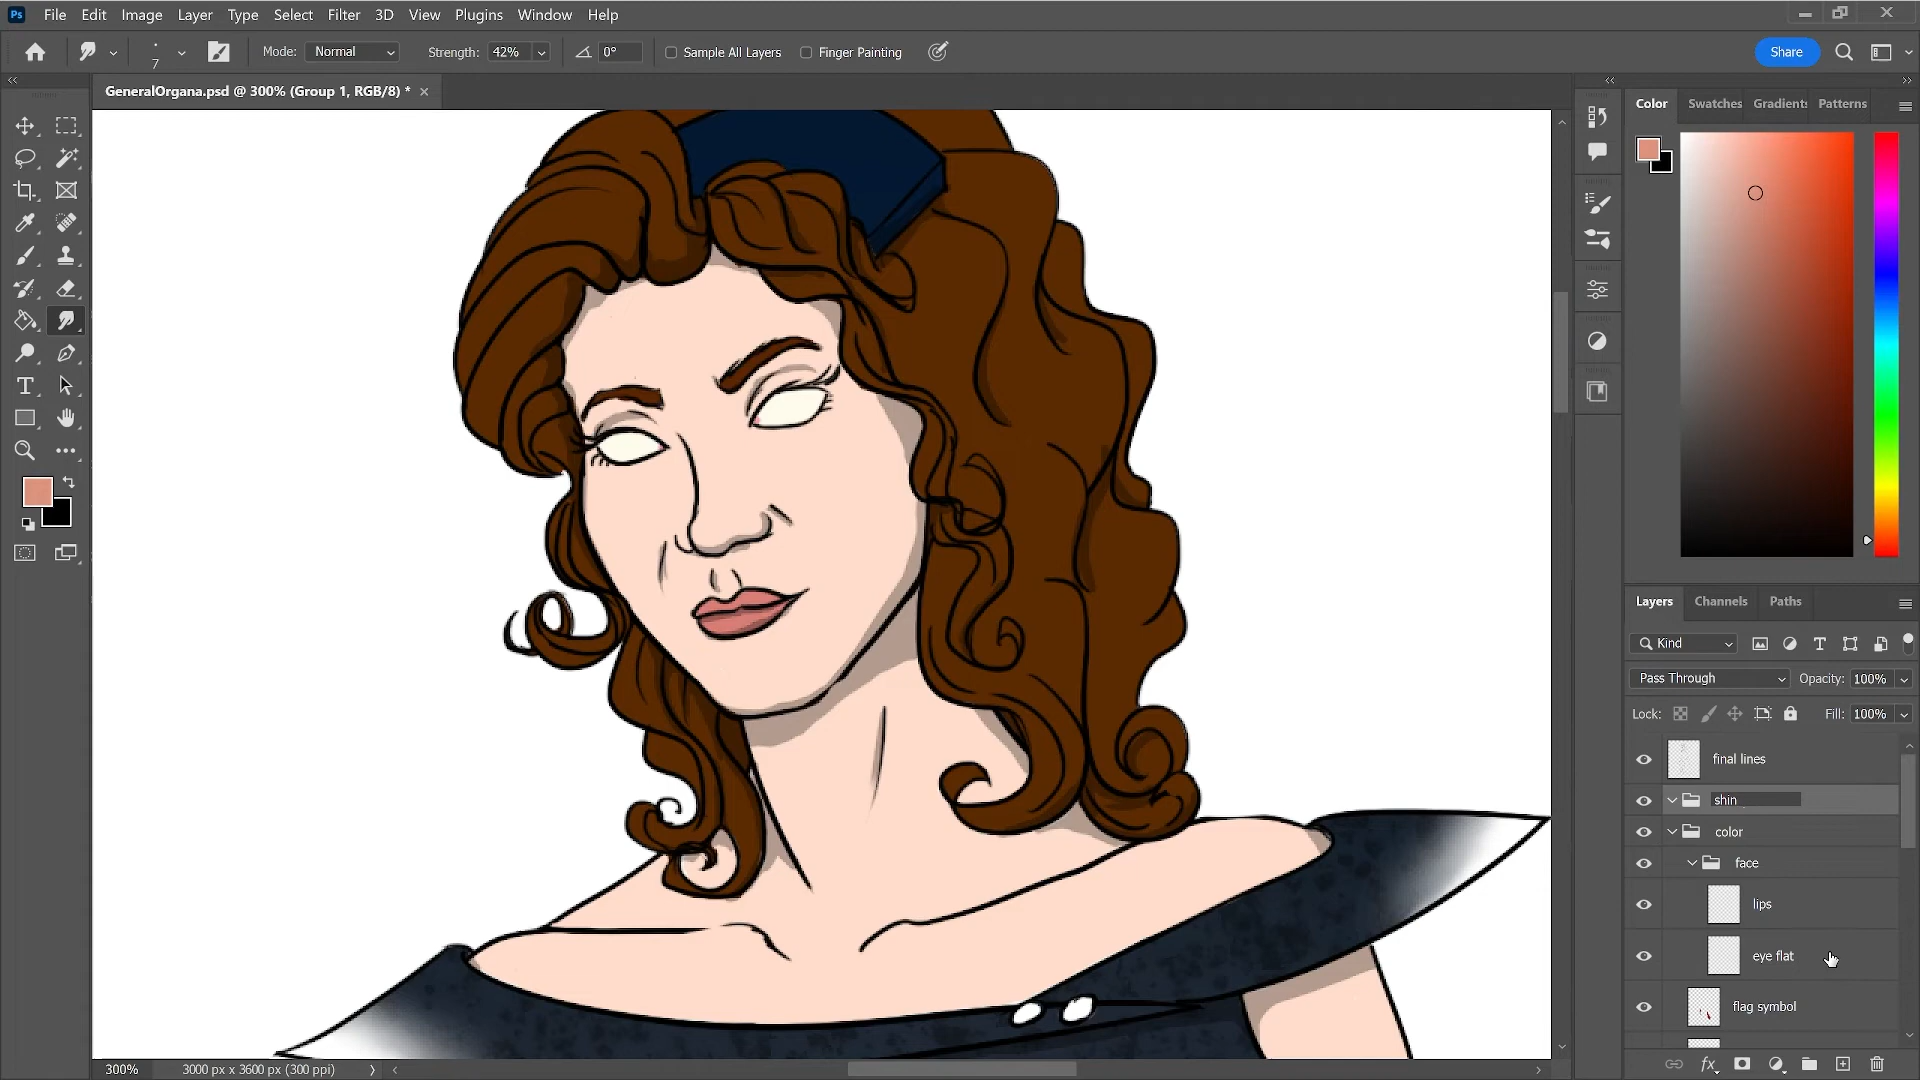 Ps File Edit Image Layer Type Select Filter 3D View Plugins Window Help
7 Mode: Normal Strength: 42% 0° Sample All Layers Finger Painting Share
GeneralOrgana.psd @ 300% (Group 1, RGB/8) *
Color Swatches Gradients Patterns
Layers Channels Paths
Kind
Pass Through Opacity: 100%
Lock: Fill: 100%
final lines
shin
color
face
lips
eye flat
flag symbol
fx
300% 3000 px x 3600 px (300 ppi)